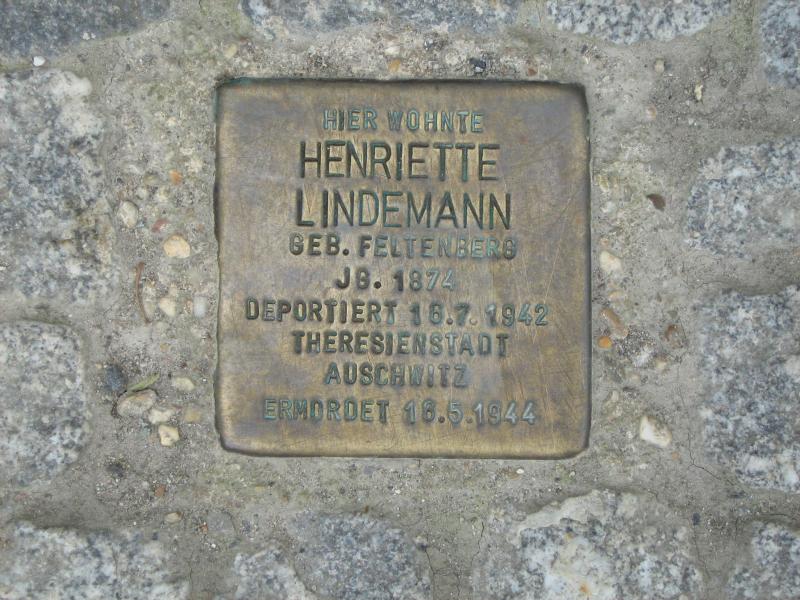 HIER WOHNTE
HENRIETTE
LINDEMANN
GEB. FELTENBERG
JG. 1874
DEPORTIERT 16.7.1942
THERESIENSTADT
AUSCHWITZ
ERMORDET 16.5.1944